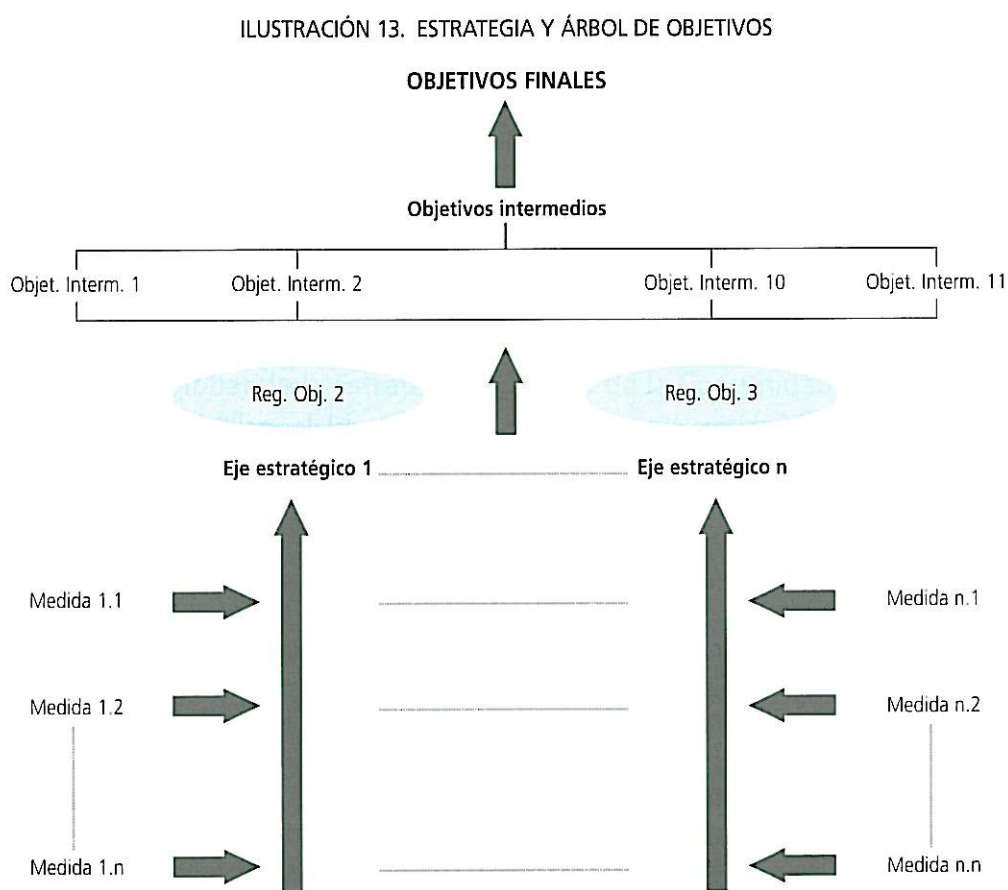 ILUSTRACIÓN 13. ESTRATEGIA Y ÁRBOL DE OBJETIVOS
OBJETIVOS FINALES
Objetivos intermedios
Objet. Interm. 1
Objet. Interm. 2
Objet. Interm. 10
Objet. Interm. 11
Reg. Obj. 2
Reg. Obj. 3
Eje estratégico 1
Eje estratégico n
Medida 1.1
Medida n.1
Medida 1.2
Medida n.2
Medida 1.n
Medida n.n